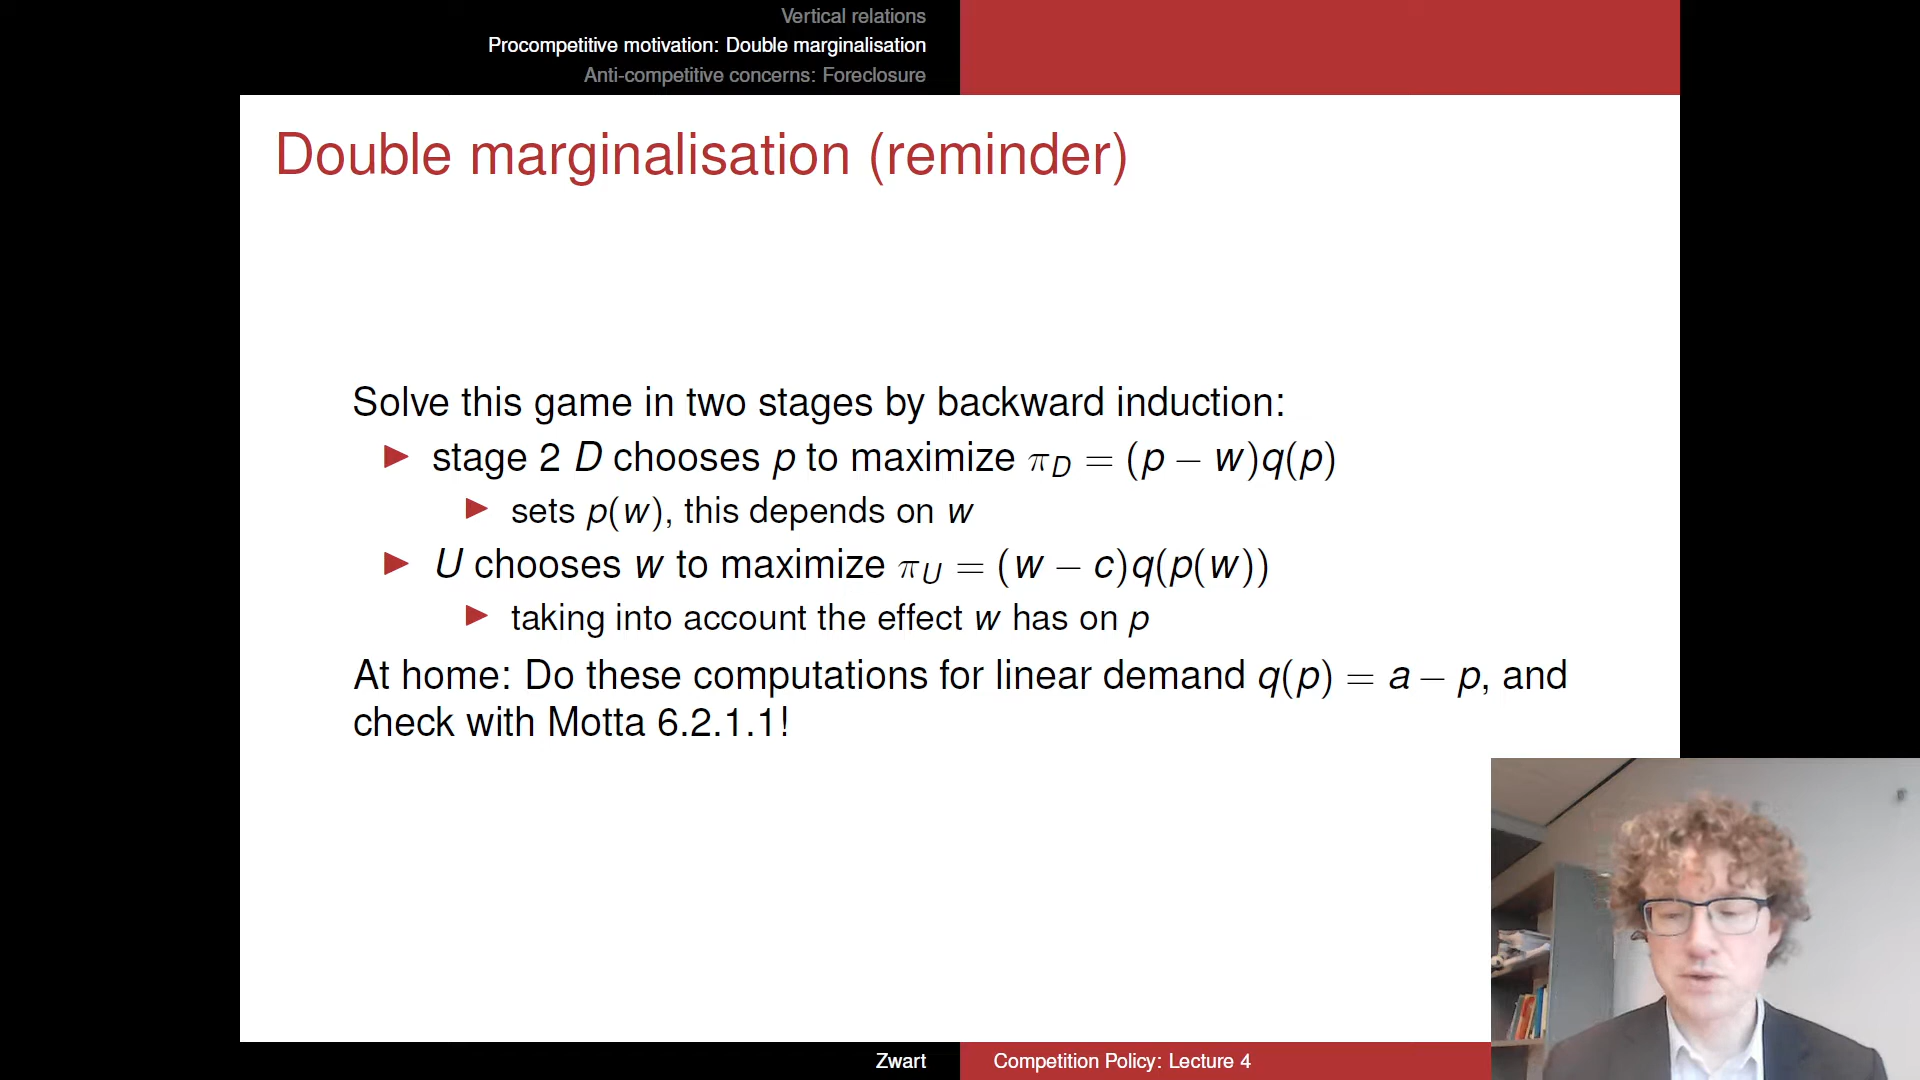 Vertical relations
Procompetitive motivation: Double marginalisation
Anti-competitive concerns: Foreclosure
Double marginalisation (reminder)
Solve this game in two stages by backward induction:
▶ stage 2 D chooses p to maximize π_D = (p − w)q(p)
▶ sets p(w), this depends on w
▶ U chooses w to maximize π_U = (w − c)q(p(w))
▶ taking into account the effect w has on p
At home: Do these computations for linear demand q(p) = a − p, and
check with Motta 6.2.1.1!
Zwart
Competition Policy: Lecture 4